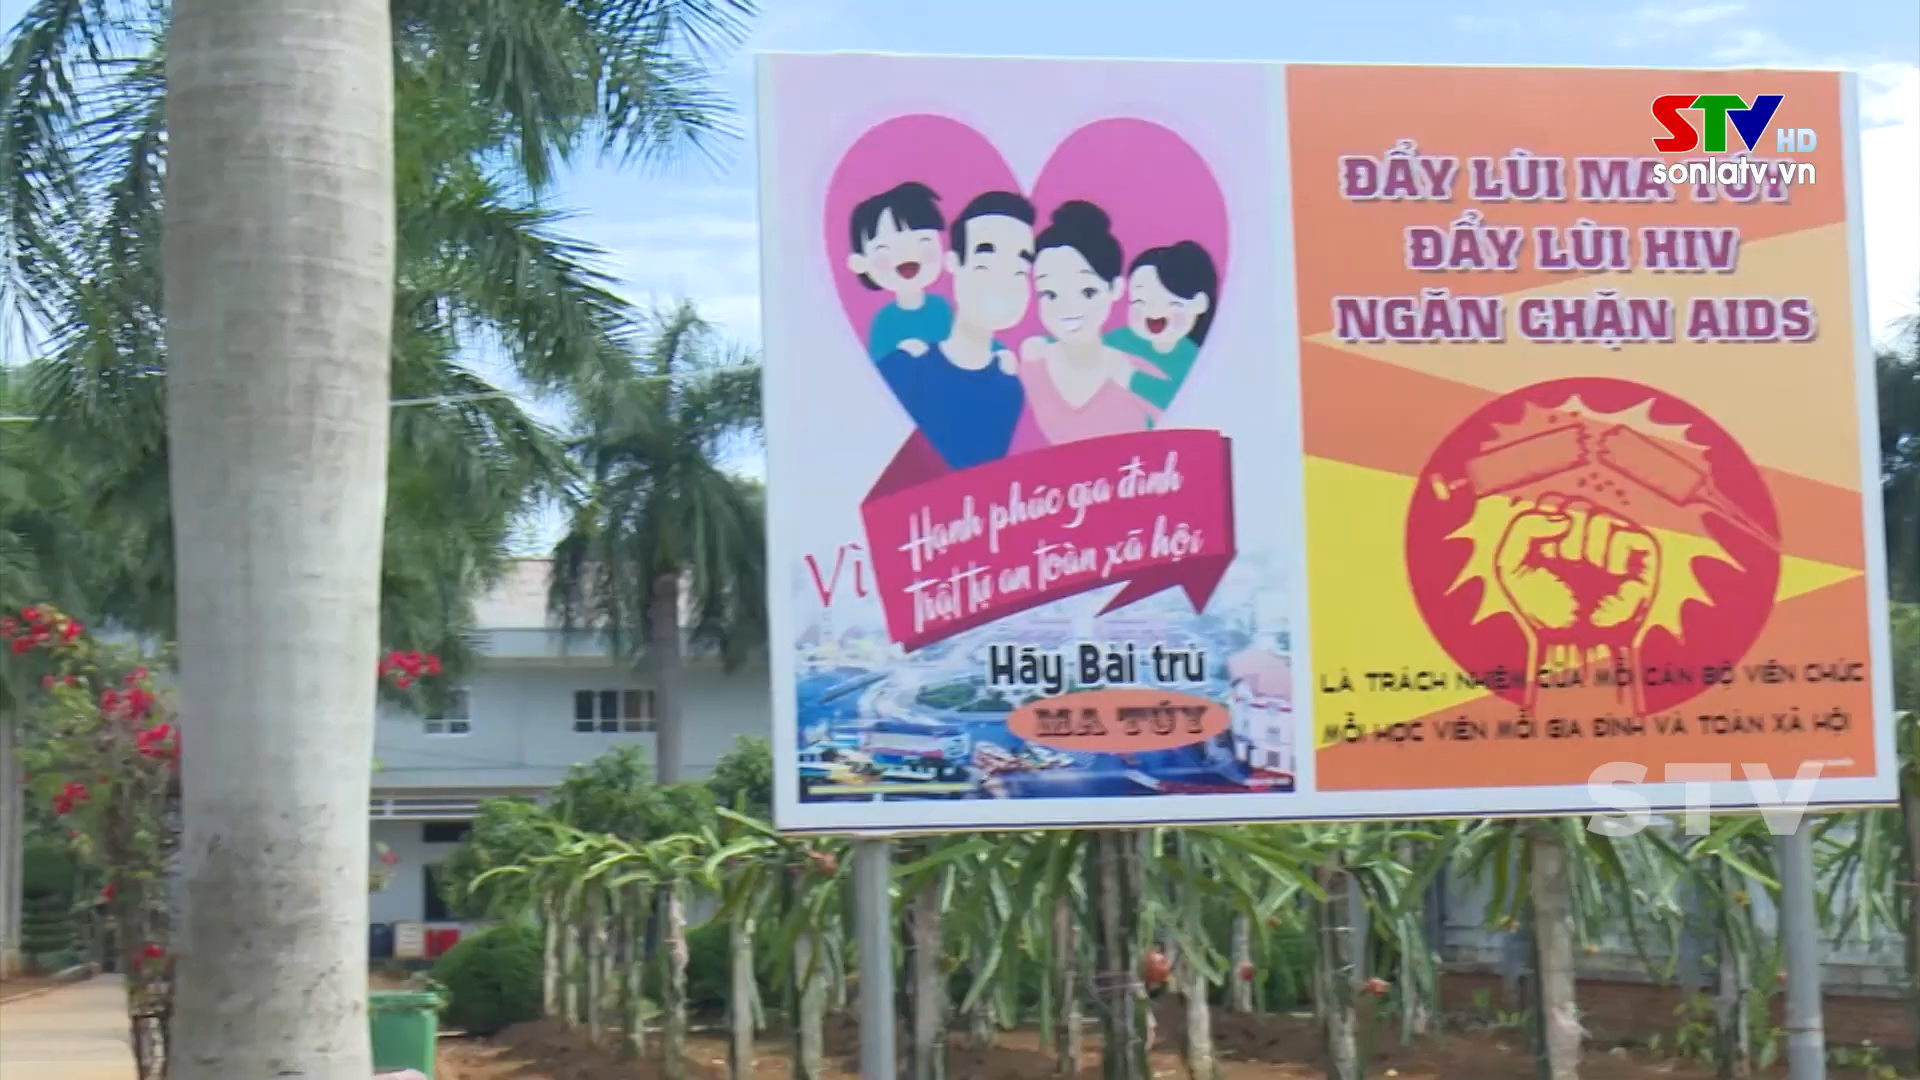 STV HD
sonlatv.vn
Vì
Hạnh phúc gia đình
trật tự an toàn xã hội
Hãy Bài trừ
MA TÚY
ĐẨY LÙI MA TÚY
ĐẨY LÙI HIV
NGĂN CHẶN AIDS
LÀ TRÁCH NHIỆM CỦA MỖI CÁN BỘ VIÊN CHỨC
MỖI HỌC VIÊN MỖI GIA ĐÌNH VÀ TOÀN XÃ HỘI
STV